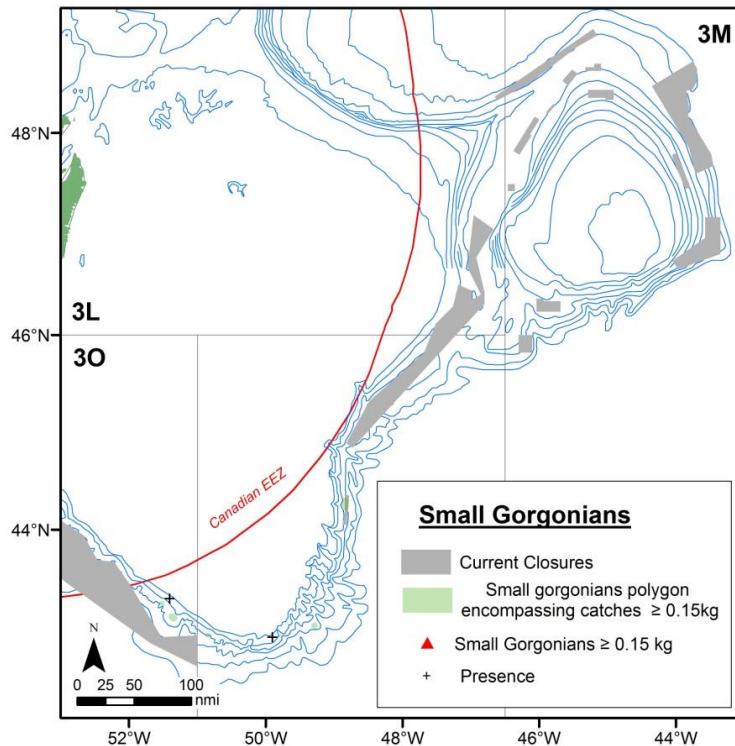 3M
48°N
3L
46°N
3O
Canadian EEZ
44°N
Small Gorgonians
Current Closures
Small gorgonians polygon
encompassing catches ≥ 0.15kg
Small Gorgonians ≥ 0.15 kg
Presence
N
0 25 50 100
nmi
52°W 50°W 48°W 46°W 44°W